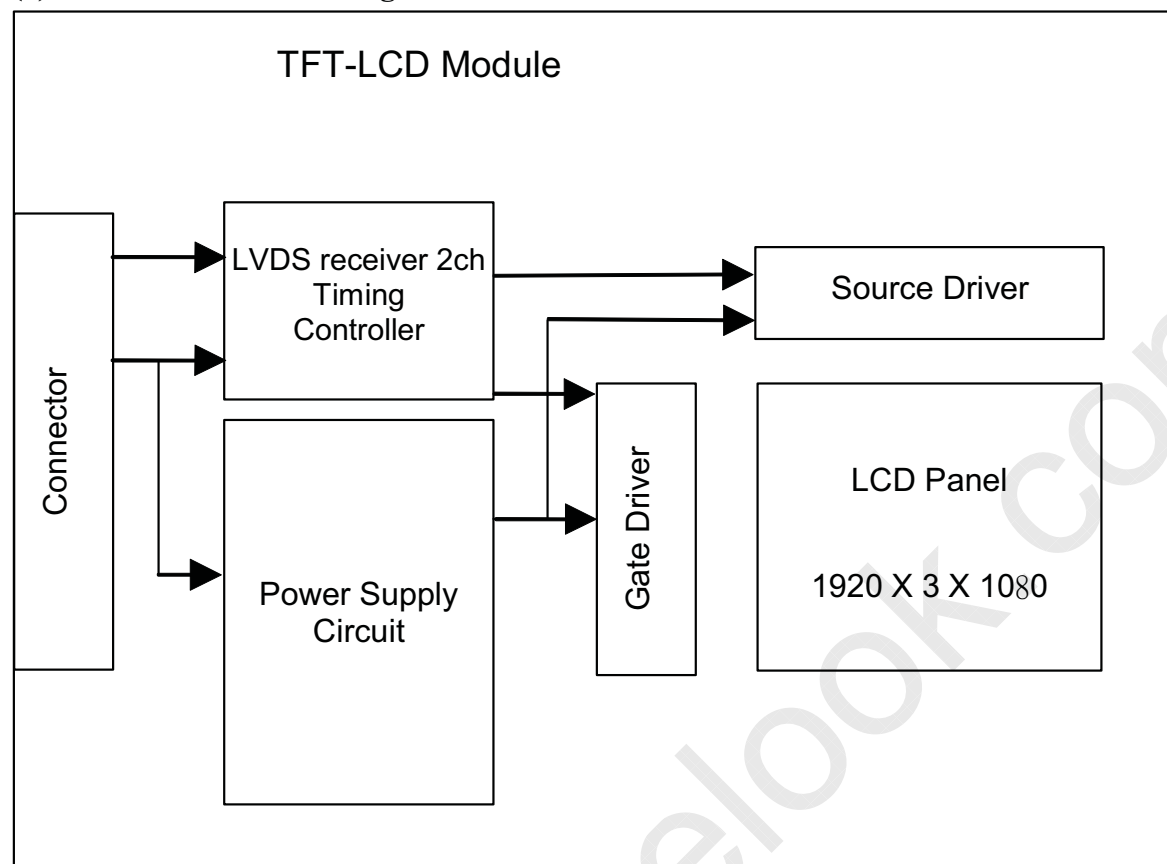 TFT-LCD Module
Connector
LVDS receiver 2ch
Timing
Controller
Source Driver
Power Supply
Circuit
Gate Driver
LCD Panel
1920 X 3 X 1080